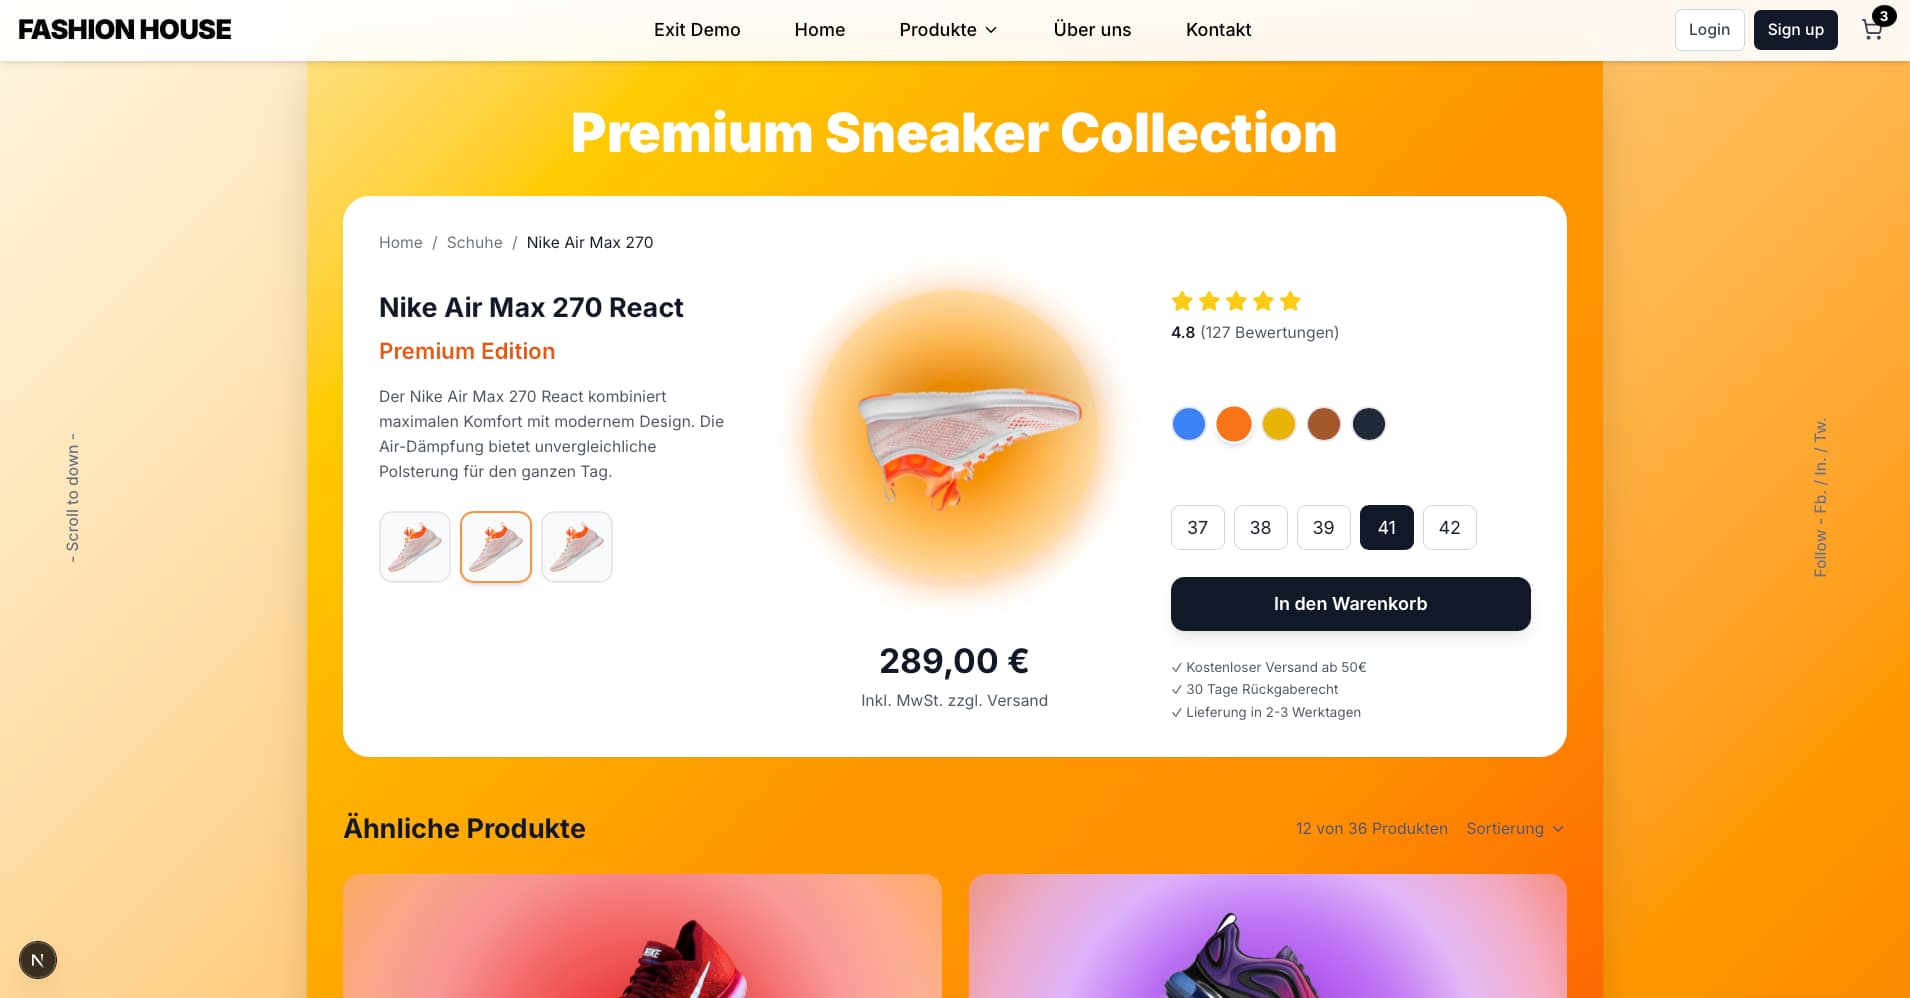 FASHION HOUSE
Exit Demo
Home
Produkte
Über uns
Kontakt
Login
Sign up
3
Premium Sneaker Collection
Home / Schuhe / Nike Air Max 270
Nike Air Max 270 React
Premium Edition
Der Nike Air Max 270 React kombiniert
maximalen Komfort mit modernem Design. Die
Air-Dämpfung bietet unvergleichliche
Polsterung für den ganzen Tag.
289,00 €
Inkl. MwSt. zzgl. Versand
4.8 (127 Bewertungen)
37
38
39
41
42
In den Warenkorb
✓ Kostenloser Versand ab 50€
✓ 30 Tage Rückgaberecht
✓ Lieferung in 2-3 Werktagen
- Scroll to down -
Follow - Fb. / In. / Tw.
Ähnliche Produkte
12 von 36 Produkten
Sortierung
NIKE
N